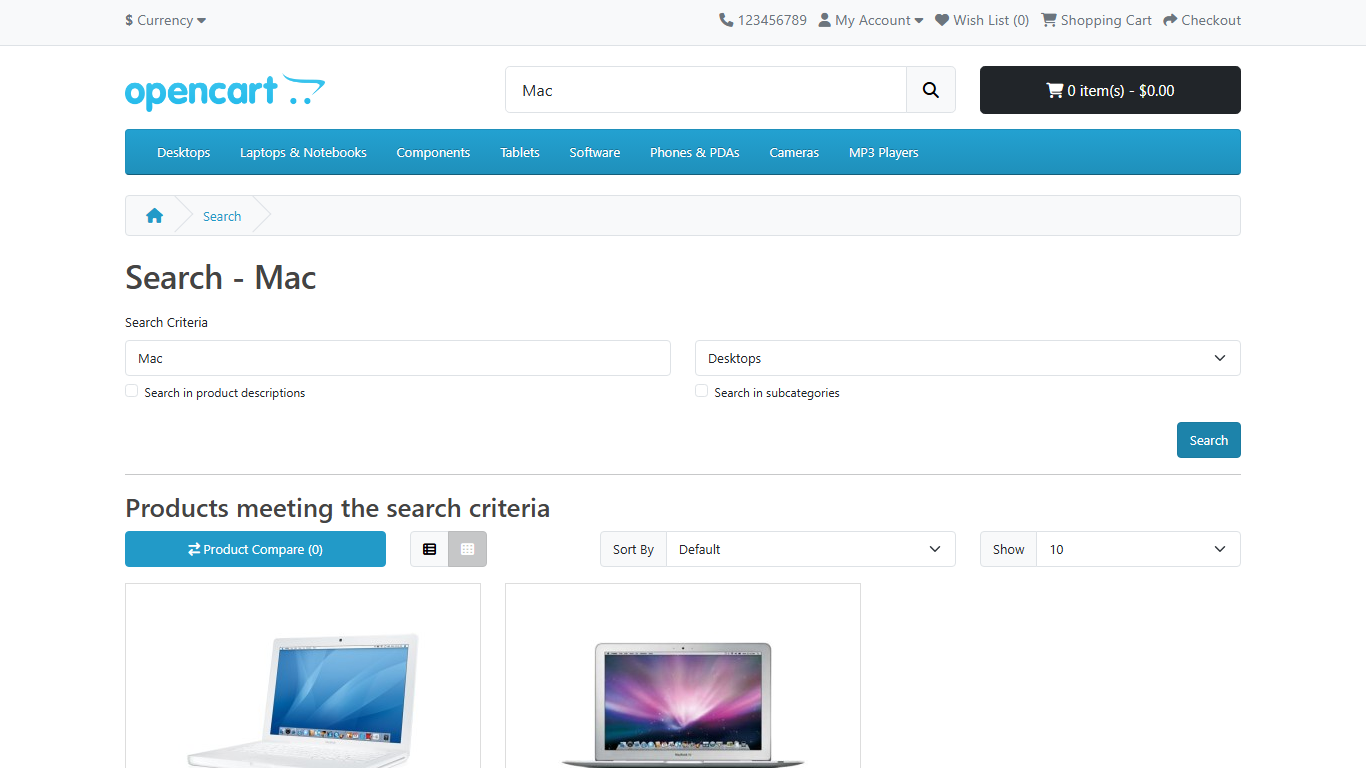 $ Currency
123456789 My Account Wish List (0) Shopping Cart Checkout
opencart
Mac
0 item(s) - $0.00
Desktops Laptops & Notebooks Components Tablets Software Phones & PDAs Cameras MP3 Players
Search
Search - Mac
Search Criteria
Mac
Desktops
Search in product descriptions
Search in subcategories
Search
Products meeting the search criteria
Product Compare (0)
Sort By Default
Show 10